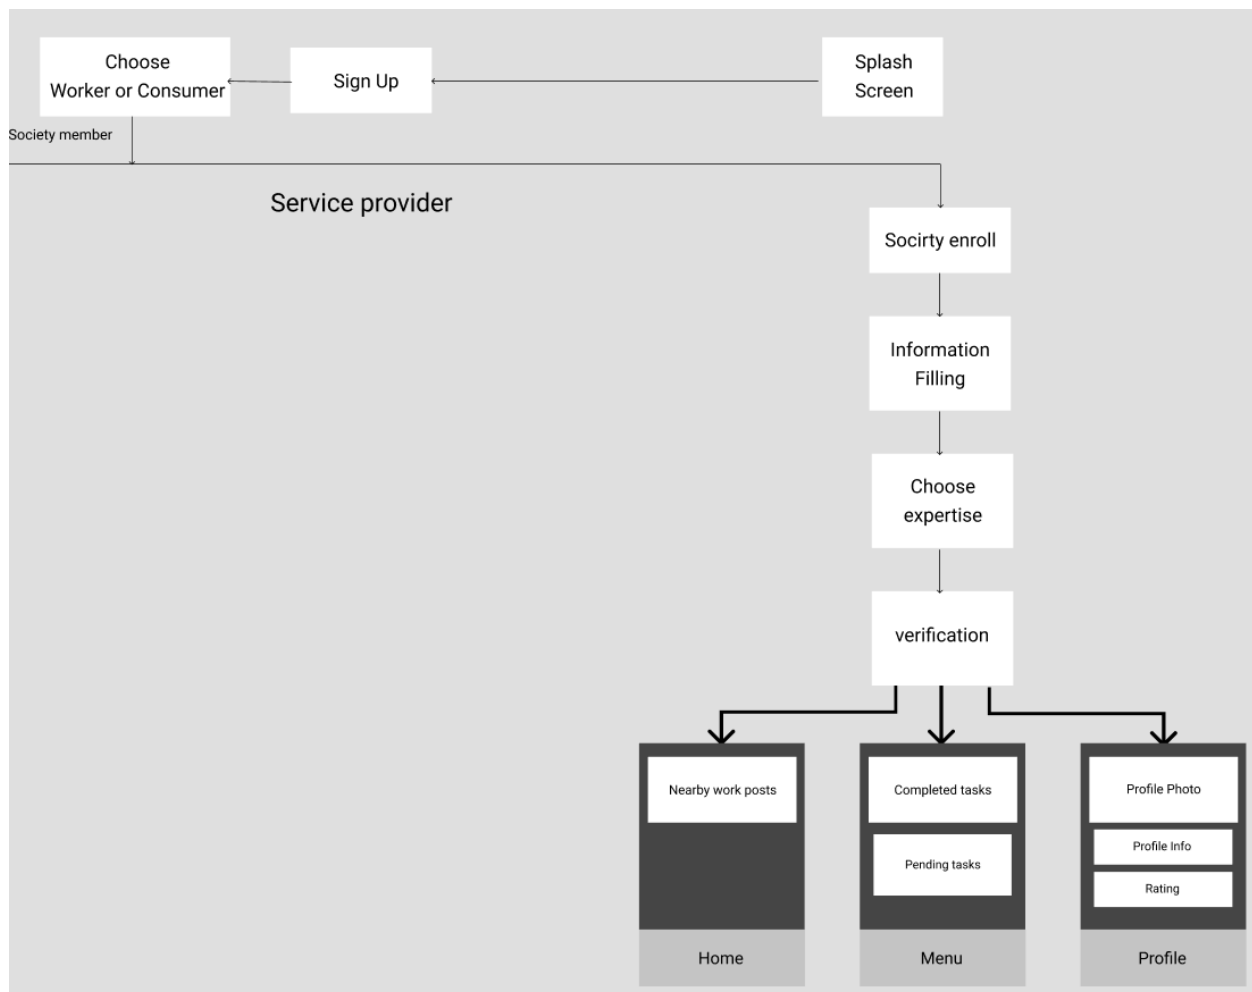 Choose
Worker or Consumer
Sign Up
Splash
Screen
Society member
Service provider
Socirty enroll
Information
Filling
Choose
expertise
verification
Nearby work posts
Completed tasks
Pending tasks
Profile Photo
Profile Info
Rating
Home
Menu
Profile